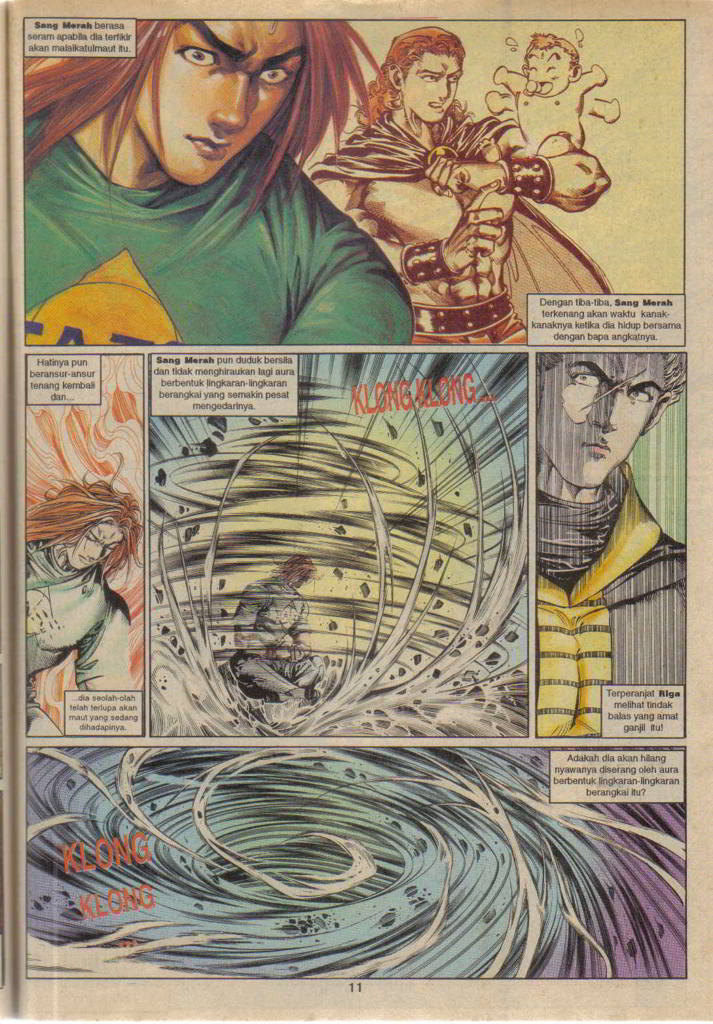 Sang Merah berasa
seram apabila dia terfikir
akan malaikatulmaut itu.
Dengan tiba-tiba, Sang Merah
terkenang akan waktu kanak-
kanaknya ketika dia hidup bersama
dengan bapa angkatnya.
Hatinya pun
beransur-ansur
tenang kembali
dan...
...dia seolah-olah
telah terlupa akan
maut yang sedang
dihadapinya.
Sang Merah pun duduk bersila
dan tidak menghiraukan lagi aura
berbentuk lingkaran-lingkaran
berangkai yang semakin pesat
mengedarinya.
KLONG KLONG...
Terperanjat Riga
melihat tindak
balas yang amat
ganjil itu!
Adakah dia akan hilang
nyawanya diserang oleh aura
berbentuk lingkaran-lingkaran
berangkai itu?
KLONG
KLONG
...
11